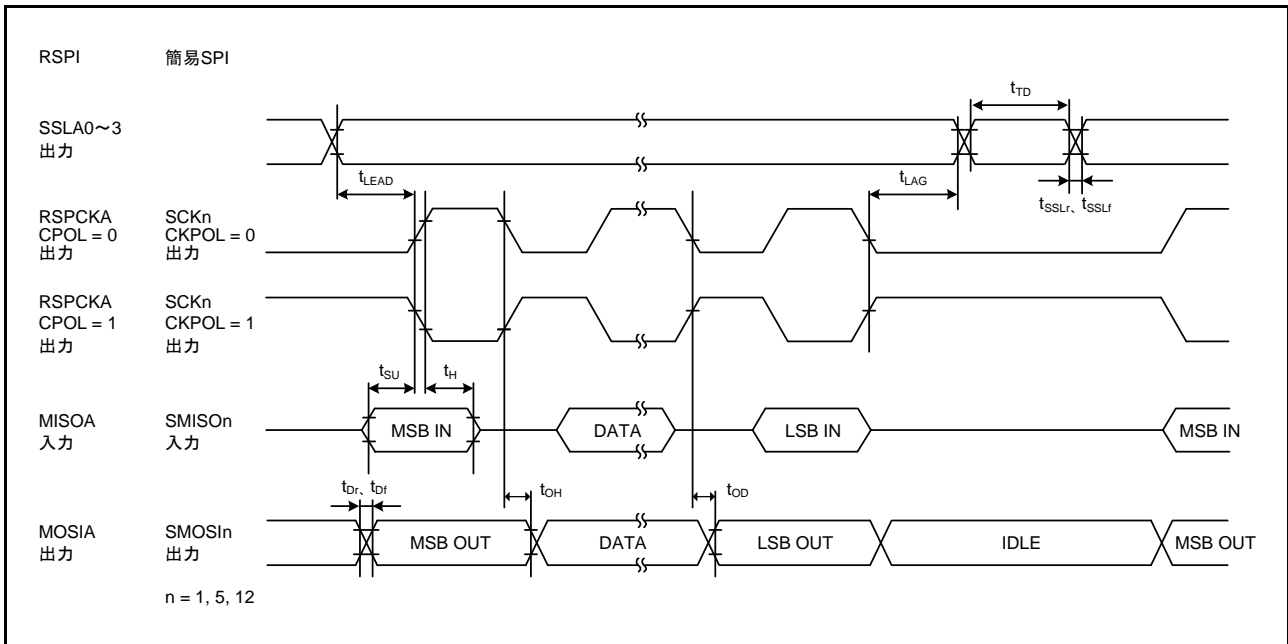 RSPI 簡易SPI
SSLA0～3
出力
tTD
tLEAD
tLAG
tSSLr、tSSLf
RSPCKA SCKn
CPOL = 0 CKPOL = 0
出力 出力
RSPCKA SCKn
CPOL = 1 CKPOL = 1
出力 出力
tSU tH
MISOA SMISOn
入力 入力
MSB IN DATA LSB IN MSB IN
tDr、tDf
tOH tOD
MOSIA SMOSIn
出力 出力
MSB OUT DATA LSB OUT IDLE MSB OUT
n = 1, 5, 12